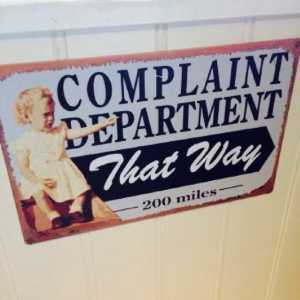 COMPLAINT
DEPARTMENT
That Way
200 miles